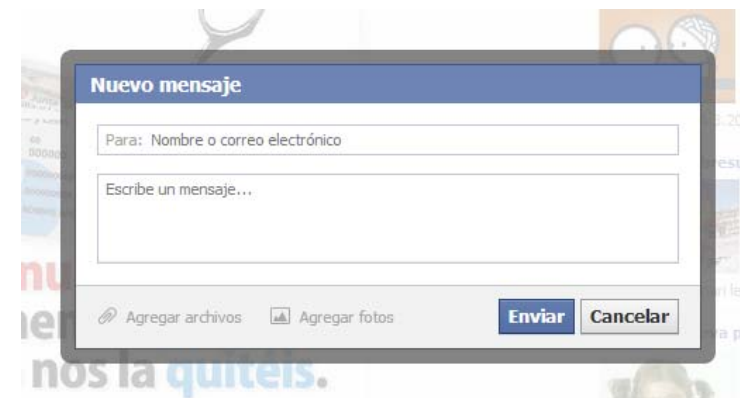 Nuevo mensaje
Para: Nombre o correo electrónico
Escribe un mensaje...
Agregar archivos Agregar fotos
Enviar Cancelar
nos la quitéis.